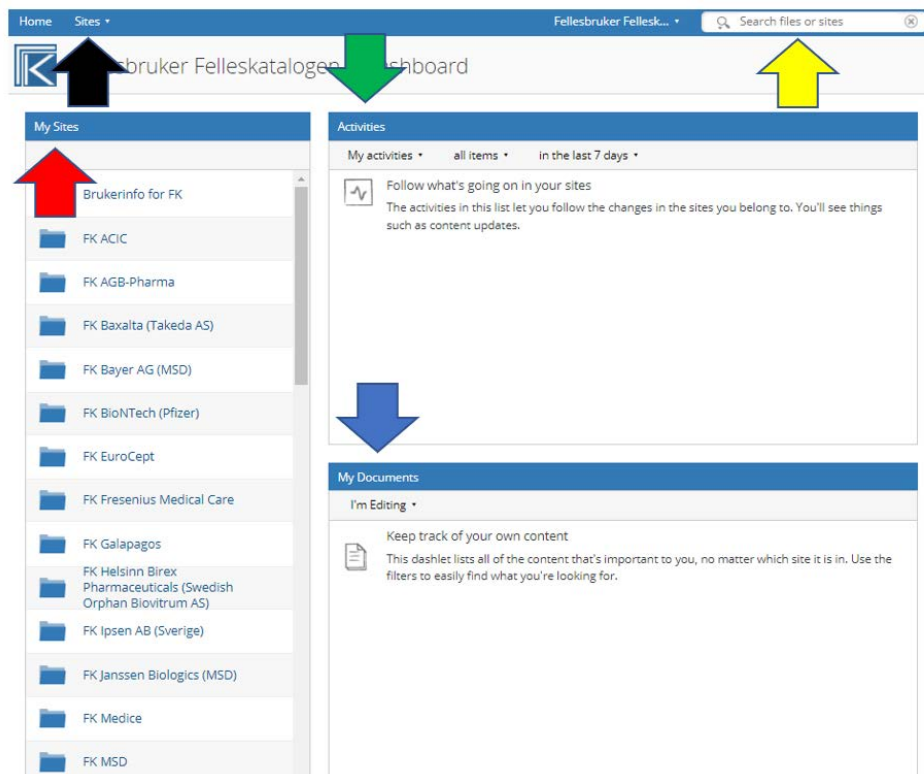 Home Sites Fellesbruker Fellesk... Search files or sites
bruker Felleskatalogen shboard
My Sites
Brukerinfo for FK
FK ACIC
FK AGB-Pharma
FK Baxalta (Takeda AS)
FK Bayer AG (MSD)
FK BioNTech (Pfizer)
FK EuroCept
FK Fresenius Medical Care
FK Galapagos
FK Helsinn Birex
Pharmaceuticals (Swedish
Orphan Biovitrum AS)
FK Ipsen AB (Sverige)
FK Janssen Biologics (MSD)
FK Medice
FK MSD
Activities
My activities all items in the last 7 days
Follow what's going on in your sites
The activities in this list let you follow the changes in the sites you belong to. You'll see things
such as content updates.
My Documents
I'm Editing
Keep track of your own content
This dashlet lists all of the content that's important to you, no matter which site it is in. Use the
filters to easily find what you're looking for.